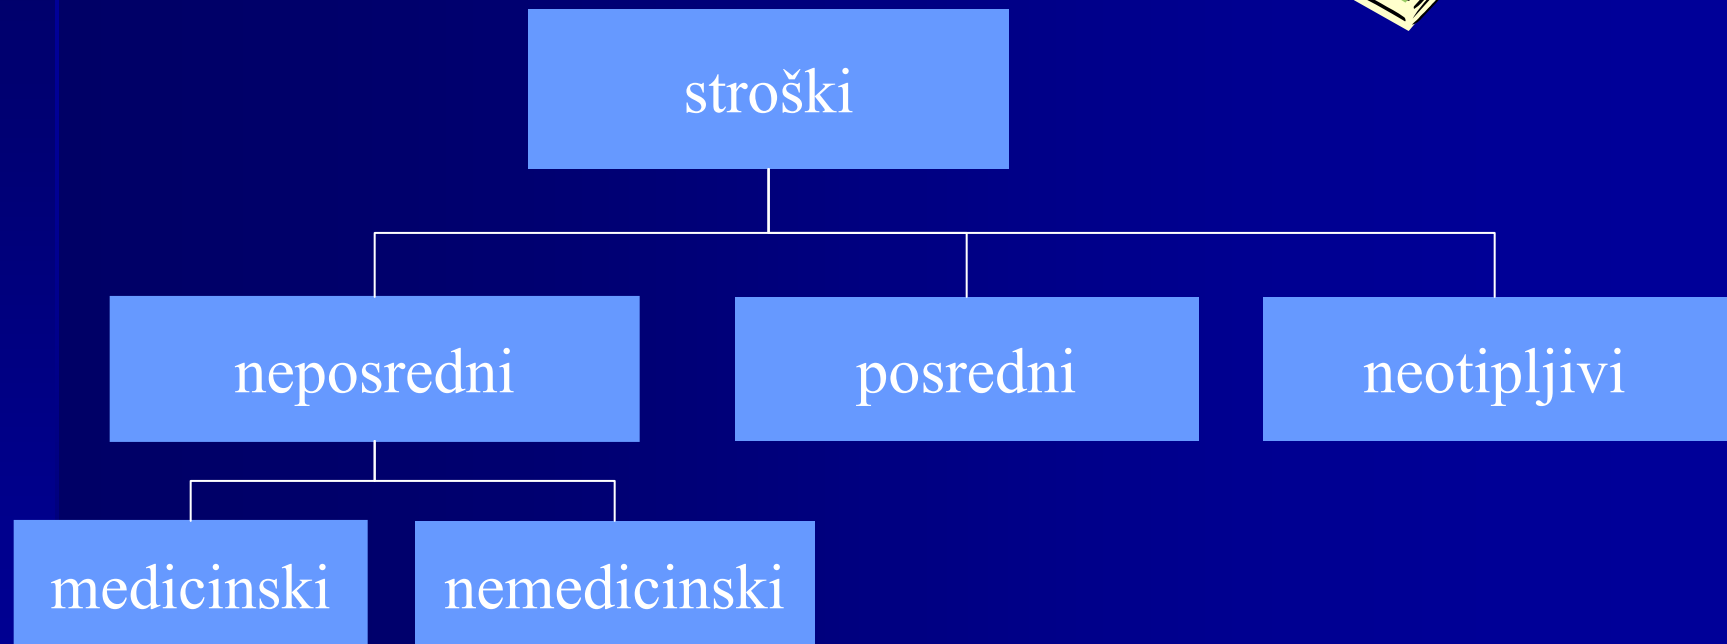 stroški
neposredni
posredni
neotipljivi
medicinski
nemedicinski